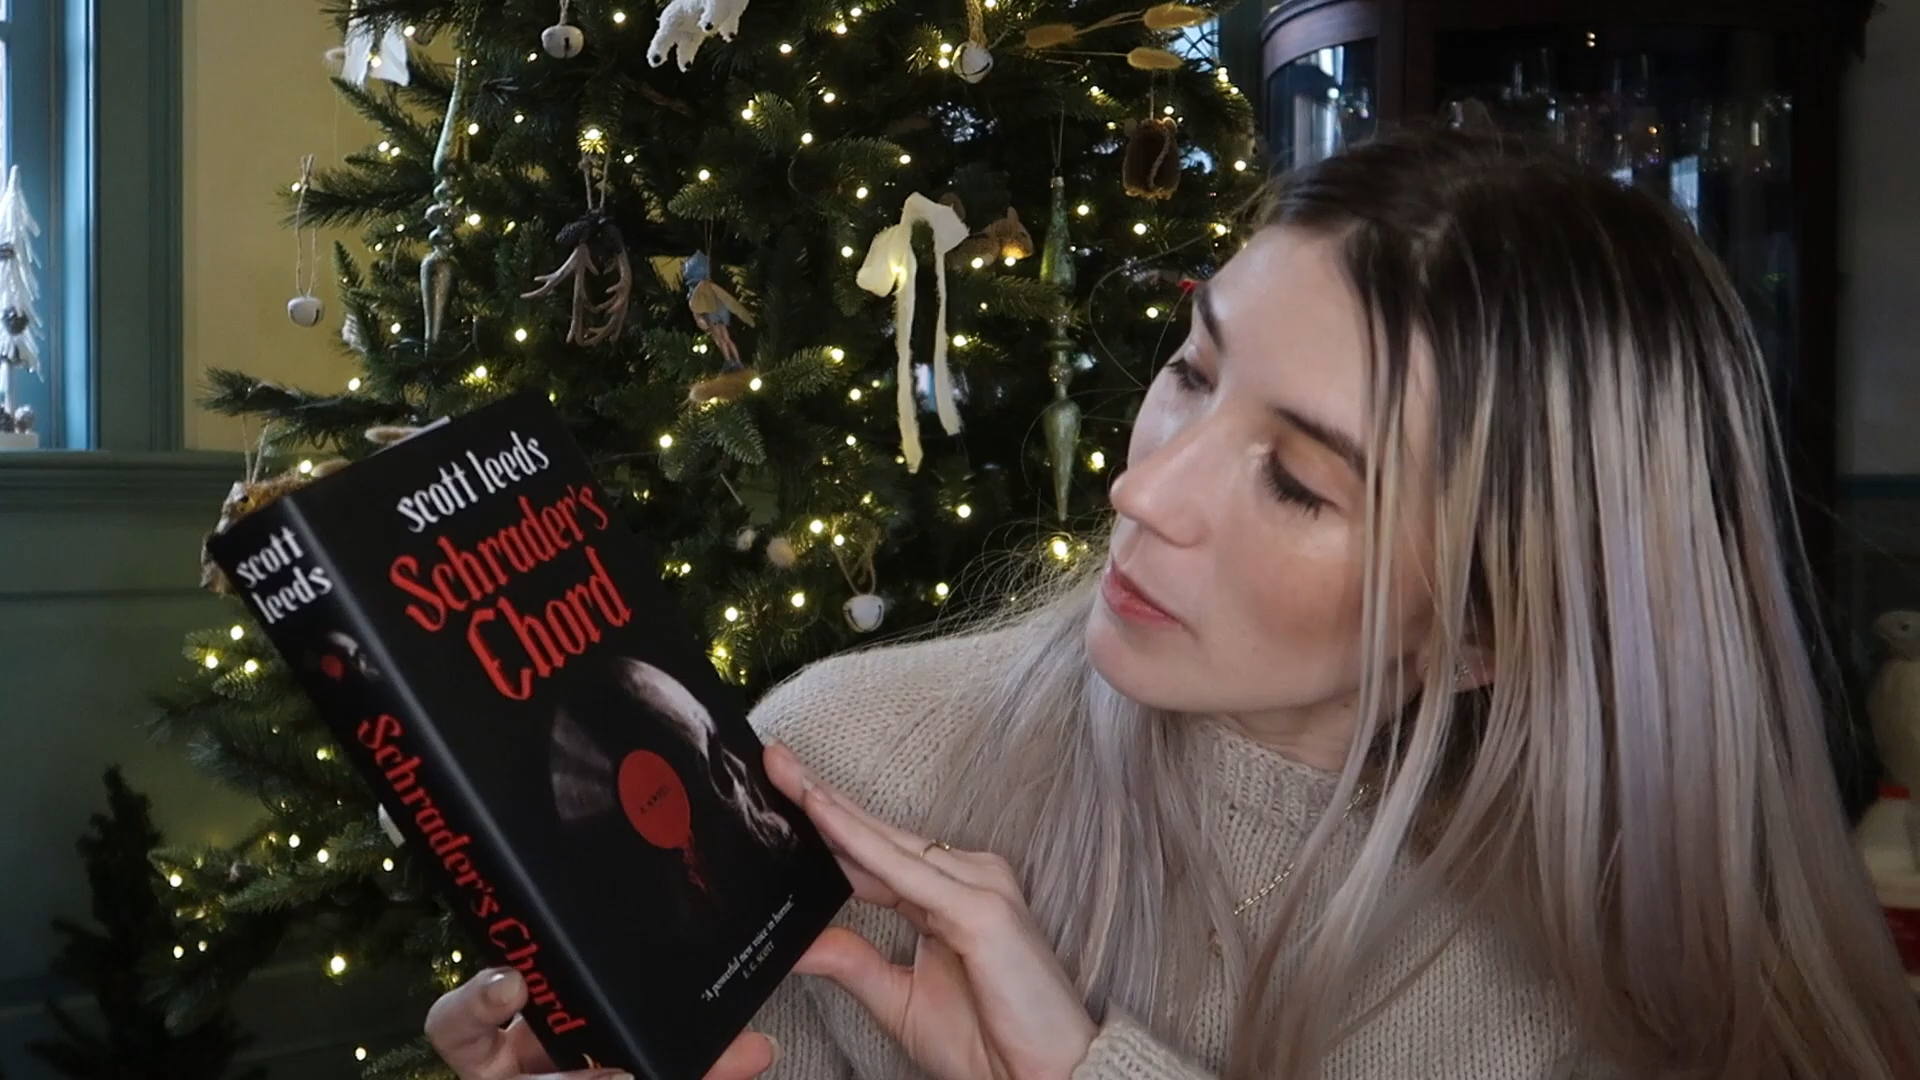 scott leeds
Schrader's
Chord
"A powerful new voice in horror."
scott
leeds
Schrader's Chord